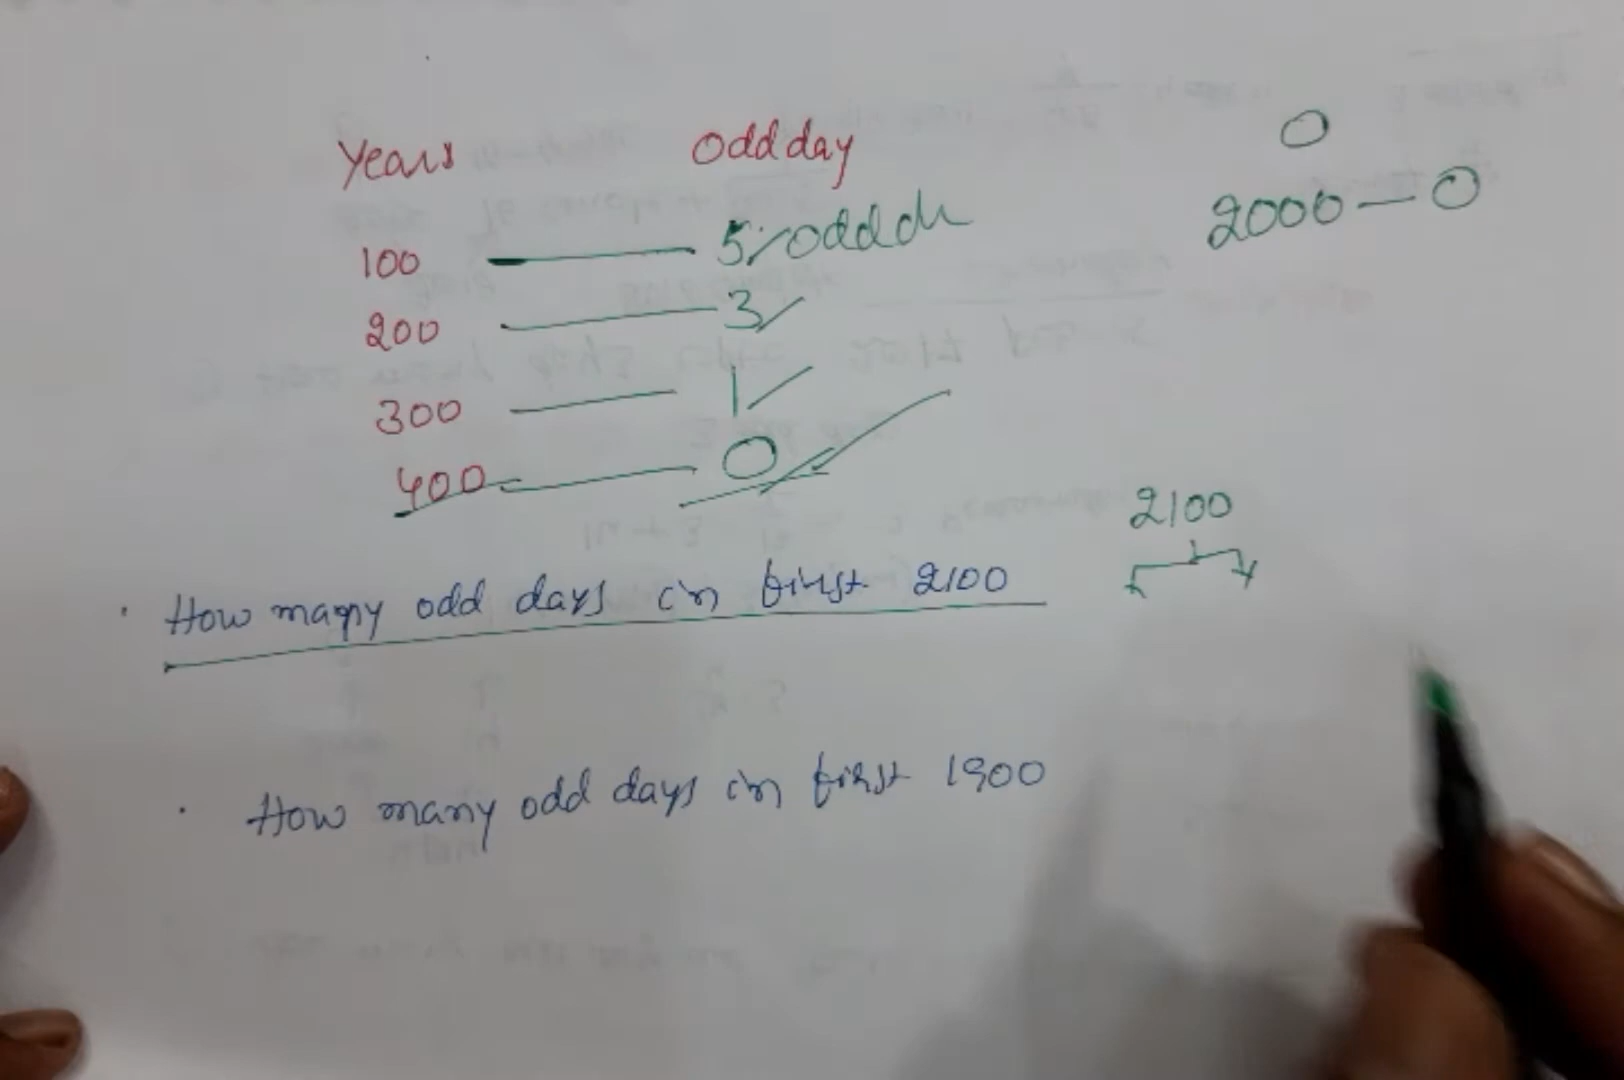 Years Odd day
0
100 — 5 odd da
2000 — 0
200 — 3
300 — 1
400 — 0
2100
How many odd days in first 2100
How many odd days in first 1900